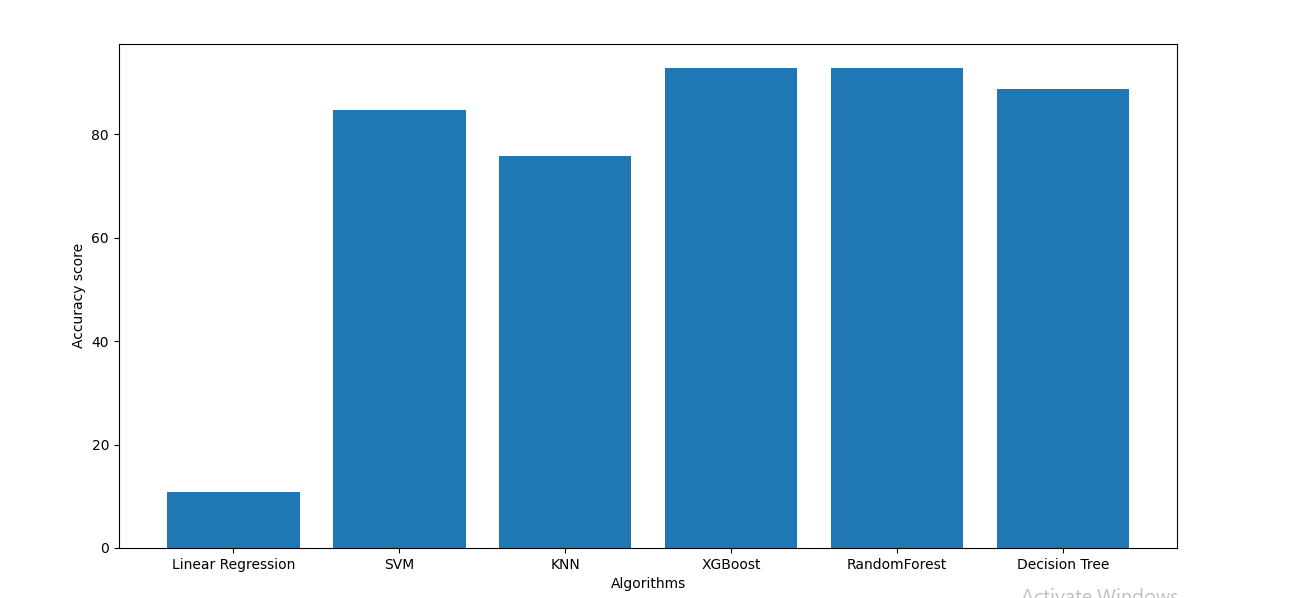 Accuracy score
80
60
40
20
0
Linear Regression SVM KNN XGBoost RandomForest Decision Tree
Algorithms
Activate Windows